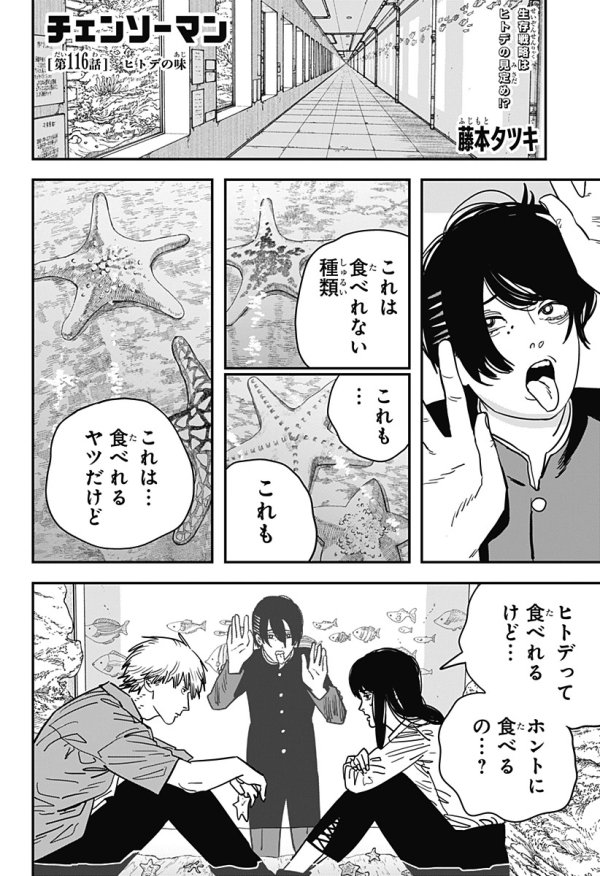 チェンソーマン
[第116話] ヒトデの味
生存戦略は
ヒトデの見定め!?
藤本タツキ
これは
食べれない
種類
これも
…
これも
これは…
食べれる
ヤツだけど
ヒトデって
食べれる
けど…
ホントに
食べる
の…?